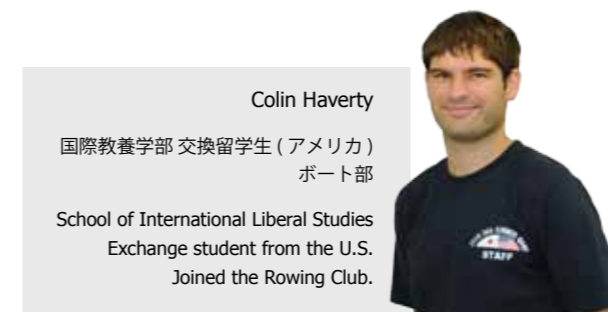 Colin Haverty
国際教養学部 交換留学生 ( アメリカ )
ボート部
School of International Liberal Studies
Exchange student from the U.S.
Joined the Rowing Club.
STAFF